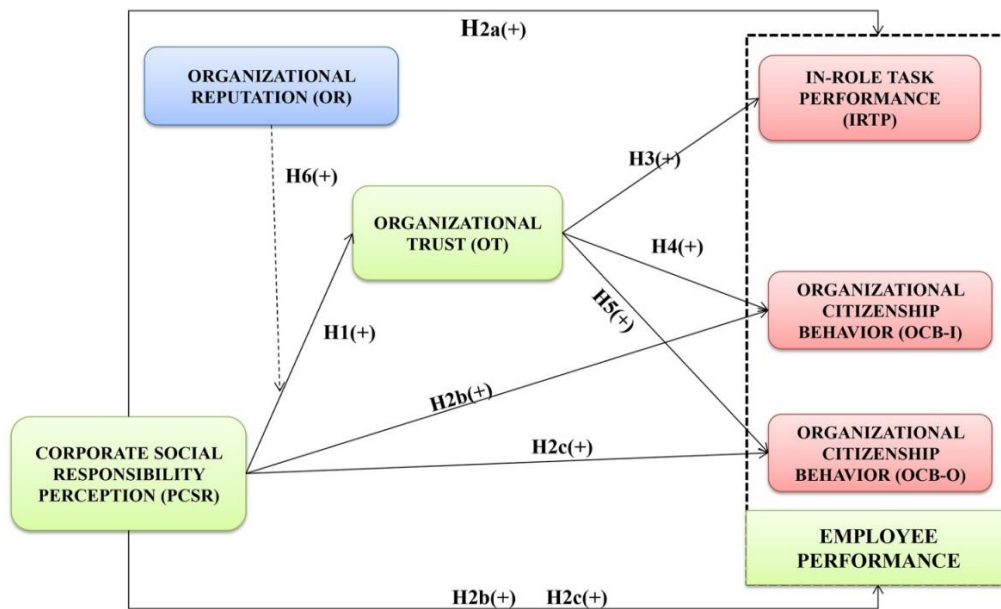 H2a(+)
ORGANIZATIONAL
REPUTATION (OR)
IN-ROLE TASK
PERFORMANCE
(IRTP)
H6(+)
H3(+)
ORGANIZATIONAL
TRUST (OT)
H4(+)
H5(+)
H1(+)
ORGANIZATIONAL
CITIZENSHIP
BEHAVIOR (OCB-I)
H2b(+)
H2c(+)
CORPORATE SOCIAL
RESPONSIBILITY
PERCEPTION (PCSR)
ORGANIZATIONAL
CITIZENSHIP
BEHAVIOR (OCB-O)
EMPLOYEE
PERFORMANCE
H2b(+) H2c(+)